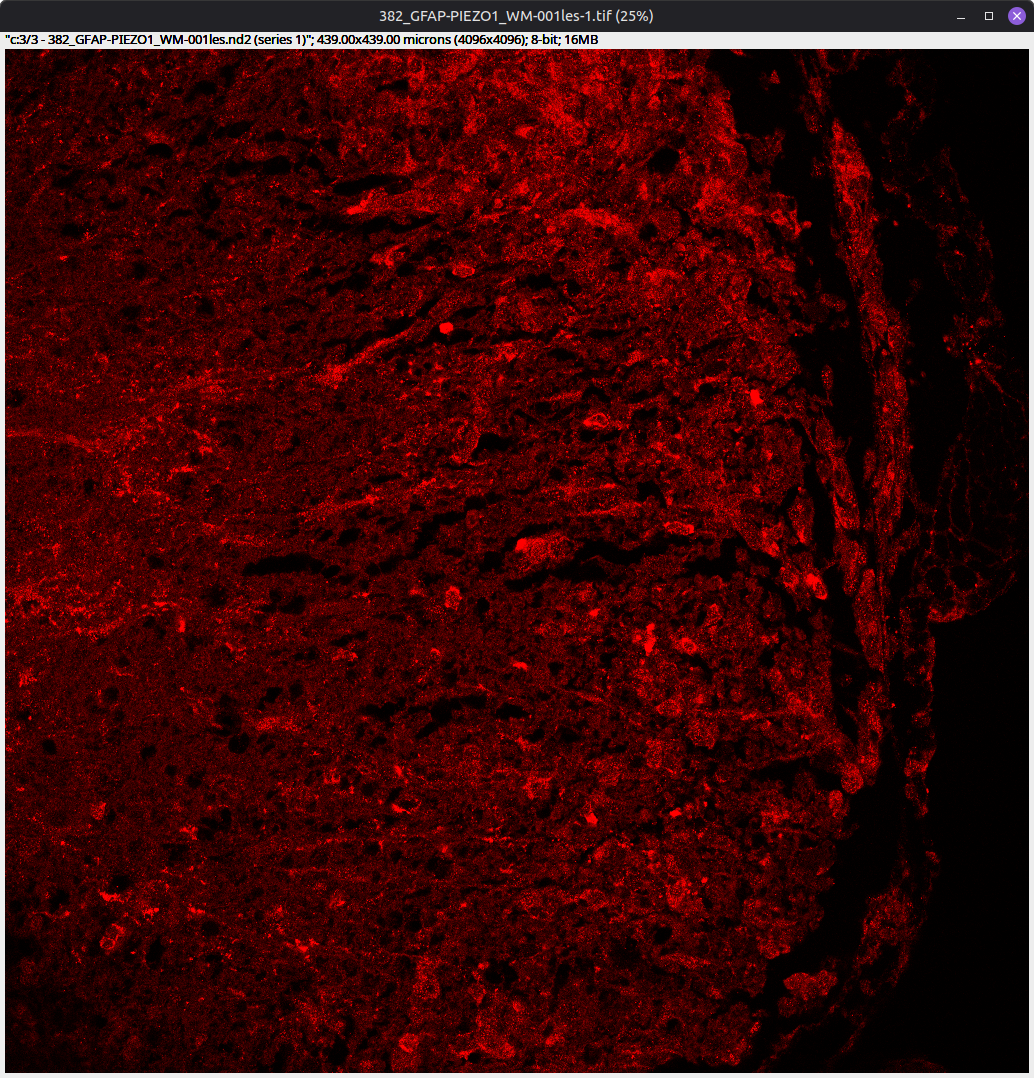 382_GFAP-PIEZO1_WM-001les-1.tif (25%)
"c:3/3 - 382_GFAP-PIEZO1_WM-001les.nd2 (series 1)"; 439.00x439.00 microns (4096x4096); 8-bit; 16MB